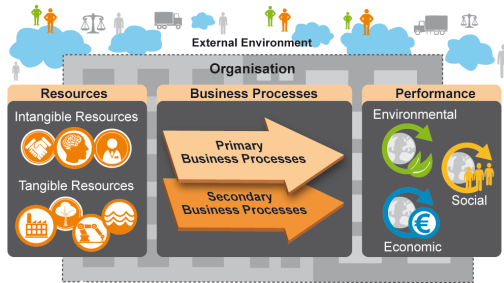 External Environment
Organisation
Resources
Business Processes
Performance
Intangible Resources
Tangible Resources
Primary
Business Processes
Secondary
Business Processes
Environmental
Social
€
Economic